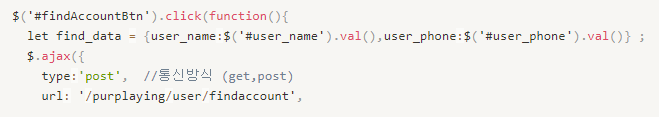 $('#findAccountBtn').click(function(){
let find_data = {user_name:$('#user_name').val(),user_phone:$('#user_phone').val()} ;
$.ajax({
type:'post',  //통신방식 (get,post)
url: '/purplaying/user/findaccount',